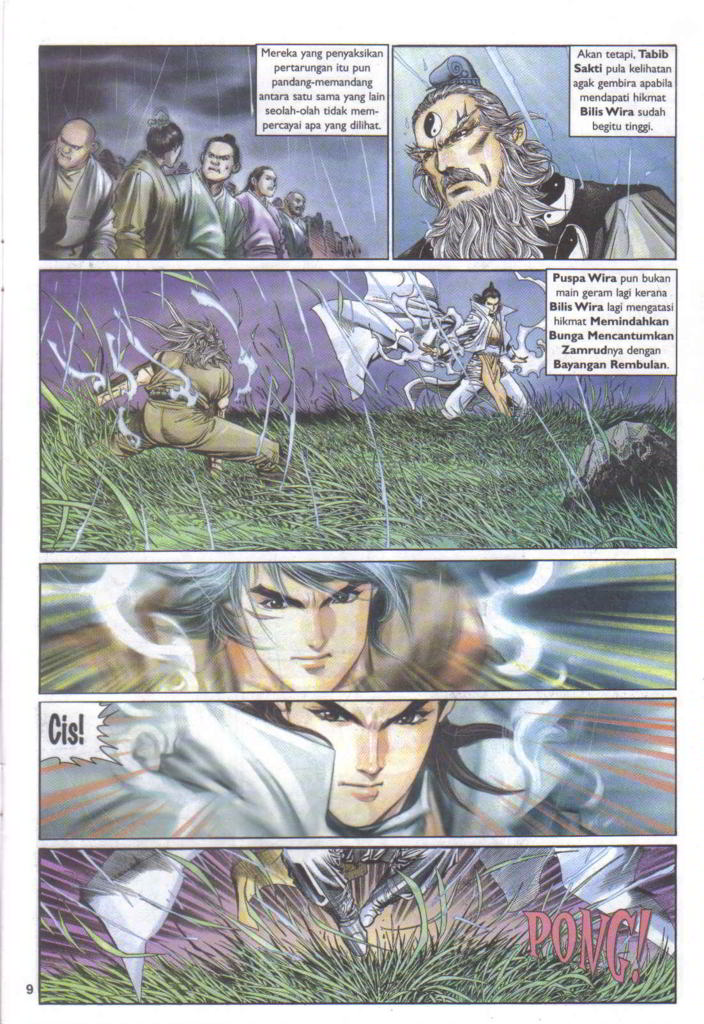 Mereka yang penyaksikan
pertarungan itu pun
pandang-memandang
antara satu sama yang lain
seolah-olah tidak mem-
percayai apa yang dilihat.
Akan tetapi, Tabib
Sakti pula kelihatan
agak gembira apabila
mendapati hikmat
Bilis Wira sudah
begitu tinggi.
Puspa Wira pun bukan
main geram lagi kerana
Bilis Wira lagi mengatasi
hikmat Memindahkan
Bunga Mencantumkan
Zamrudnya dengan
Bayangan Rembulan.
Cis!
PONG!
9